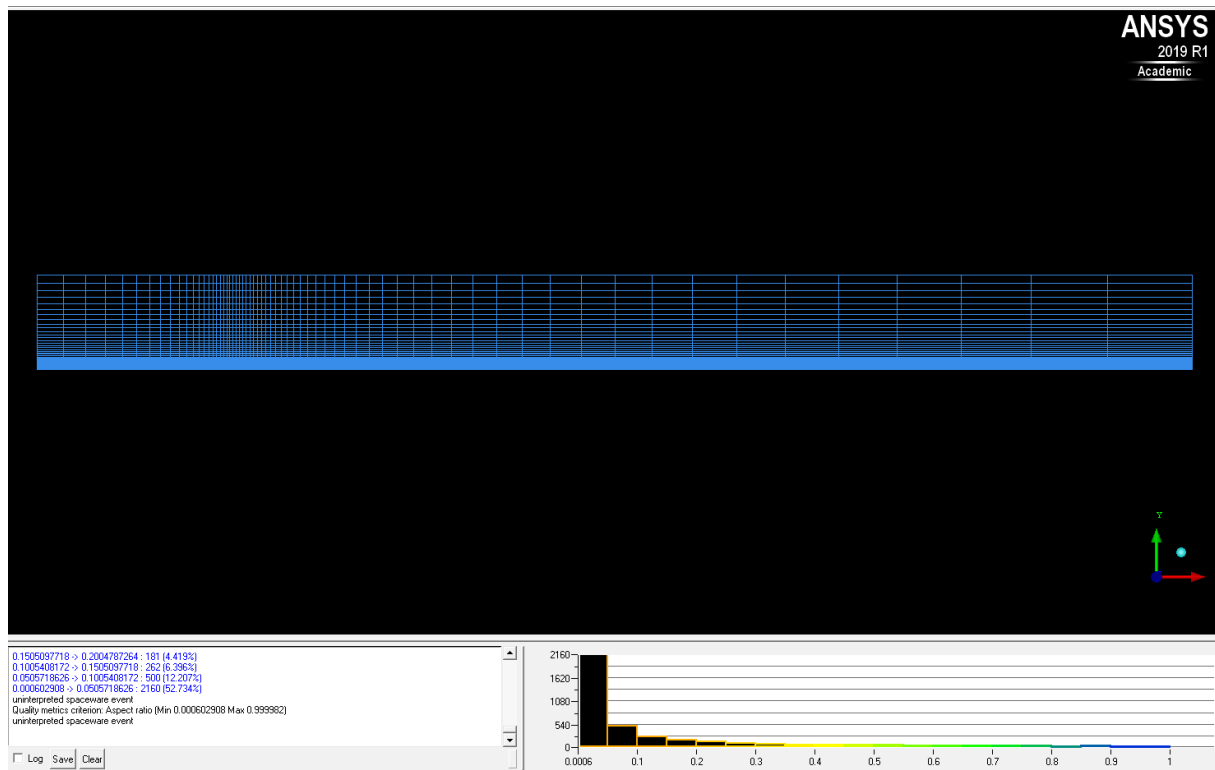 ANSYS
2019 R1
Academic
Y
0.1505097718 -> 0.2004787264 : 181 (4.419%)
0.1005408172 -> 0.1505097718 : 262 (6.396%)
0.0505718626 -> 0.1005408172 : 500 (12.207%)
0.000602908 -> 0.0505718626 : 2160 (52.734%)
uninterpreted spaceware event
Quality metrics criterion: Aspect ratio (Min 0.000602908 Max 0.999982)
uninterpreted spaceware event
Log Save Clear
2160
1620
1080
540
0
0.0006 0.1 0.2 0.3 0.4 0.5 0.6 0.7 0.8 0.9 1